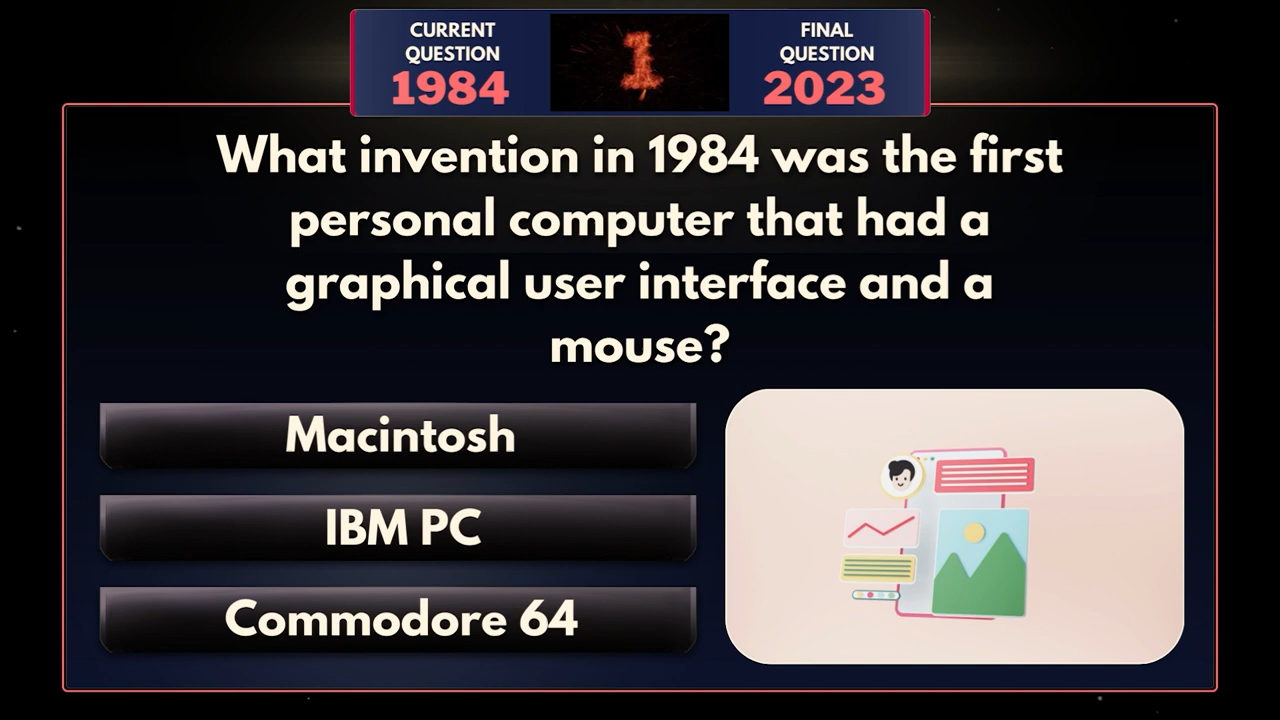 CURRENT
QUESTION
1984
1
FINAL
QUESTION
2023
What invention in 1984 was the first
personal computer that had a
graphical user interface and a
mouse?
Macintosh
IBM PC
Commodore 64